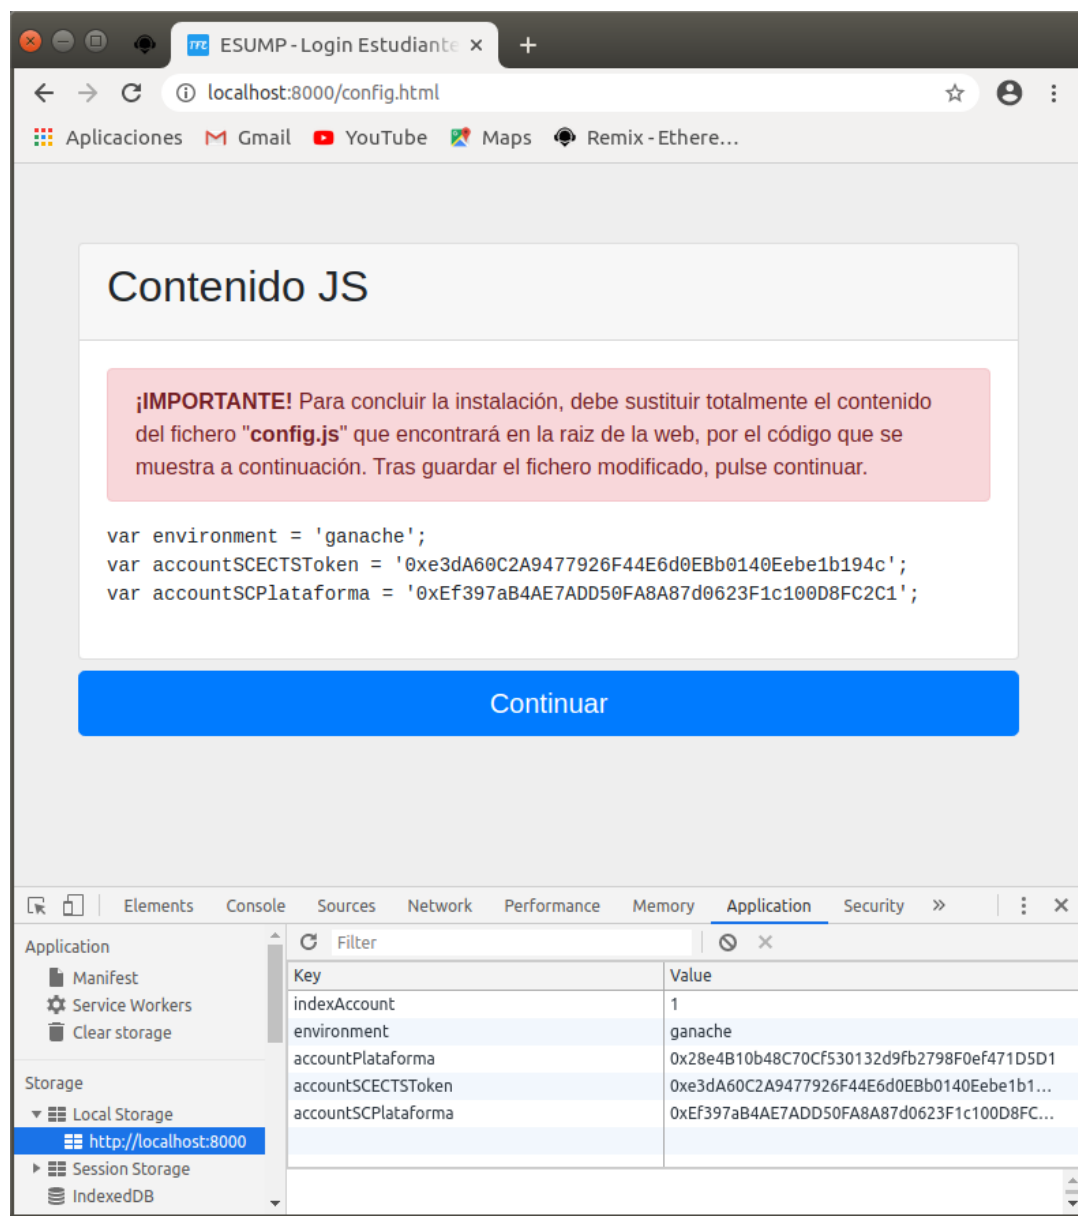 TFC ESUMP - Login Estudiante
localhost:8000/config.html
Aplicaciones Gmail YouTube Maps Remix - Ethere...
Contenido JS
¡IMPORTANTE! Para concluir la instalación, debe sustituir totalmente el contenido
del fichero "config.js" que encontrará en la raiz de la web, por el código que se
muestra a continuación. Tras guardar el fichero modificado, pulse continuar.
var environment = 'ganache';
var accountSCECTSToken = '0xe3dA60C2A9477926F44E6d0EBb0140Eebe1b194c';
var accountSCPlataforma = '0xEf397aB4AE7ADD50FA8A87d0623F1c100D8FC2C1';
Continuar
Elements Console Sources Network Performance Memory Application Security »
Application
Filter
Manifest
Service Workers
Clear storage
Storage
Local Storage
http://localhost:8000
Session Storage
IndexedDB
Key Value
indexAccount 1
environment ganache
accountPlataforma 0x28e4B10b48C70Cf530132d9fb2798F0ef471D5D1
accountSCECTSToken 0xe3dA60C2A9477926F44E6d0EBb0140Eebe1b1...
accountSCPlataforma 0xEf397aB4AE7ADD50FA8A87d0623F1c100D8FC...